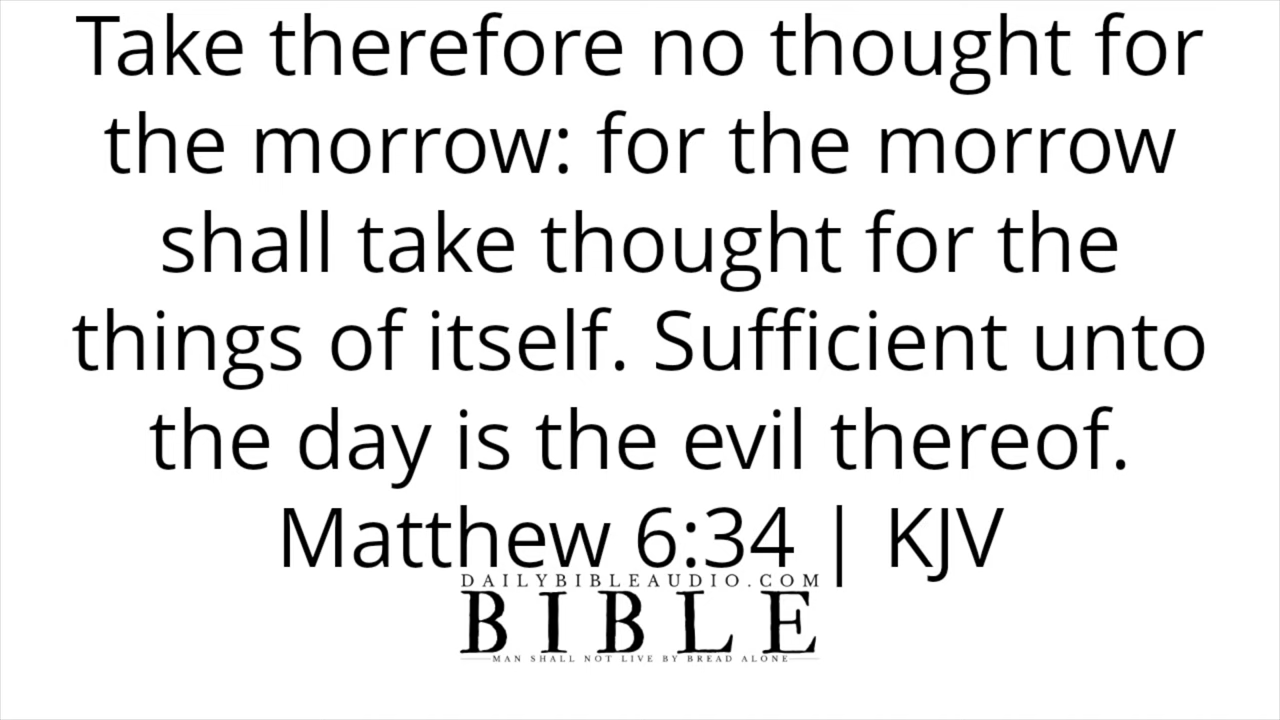 Take therefore no thought for
the morrow: for the morrow
shall take thought for the
things of itself. Sufficient unto
the day is the evil thereof.
Matthew 6:34 | KJV
DAILYBIBLEAUDIO.COM
BIBLE
MAN SHALL NOT LIVE BY BREAD ALONE